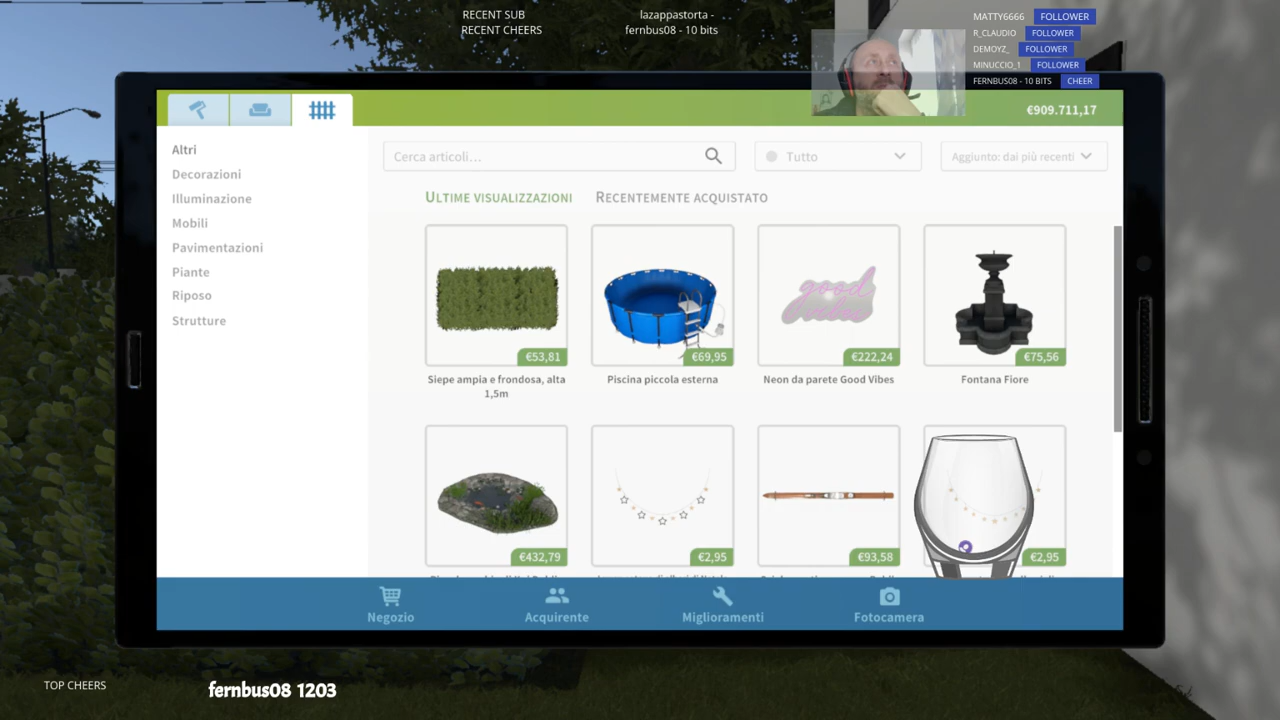 RECENT SUB
lazappastorta -
RECENT CHEERS
fernbus08 - 10 bits
MATTY6666 FOLLOWER
R_CLAUDIO FOLLOWER
DEMOYZ_ FOLLOWER
MINUCCIO_1 FOLLOWER
FERNBUS08 - 10 BITS CHEER
€909.711,17
Altri
Decorazioni
Illuminazione
Mobili
Pavimentazioni
Piante
Riposo
Strutture
Cerca articoli...
Tutto
Aggiunto: dai più recenti
ULTIME VISUALIZZAZIONI
RECENTEMENTE ACQUISTATO
good
€53,81
€69,95
€222,24
€75,56
Siepe ampia e frondosa, alta
1,5m
Piscina piccola esterna
Neon da parete Good Vibes
Fontana Fiore
€432,79
€2,95
€93,58
€2,95
Negozio
Acquirente
Miglioramenti
Fotocamera
TOP CHEERS
fernbus08 1203